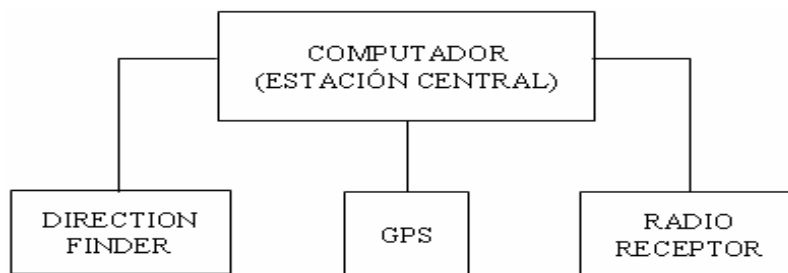 COMPUTADOR
(ESTACIÓN CENTRAL)
DIRECTION
FINDER
GPS
RADIO
RECEPTOR